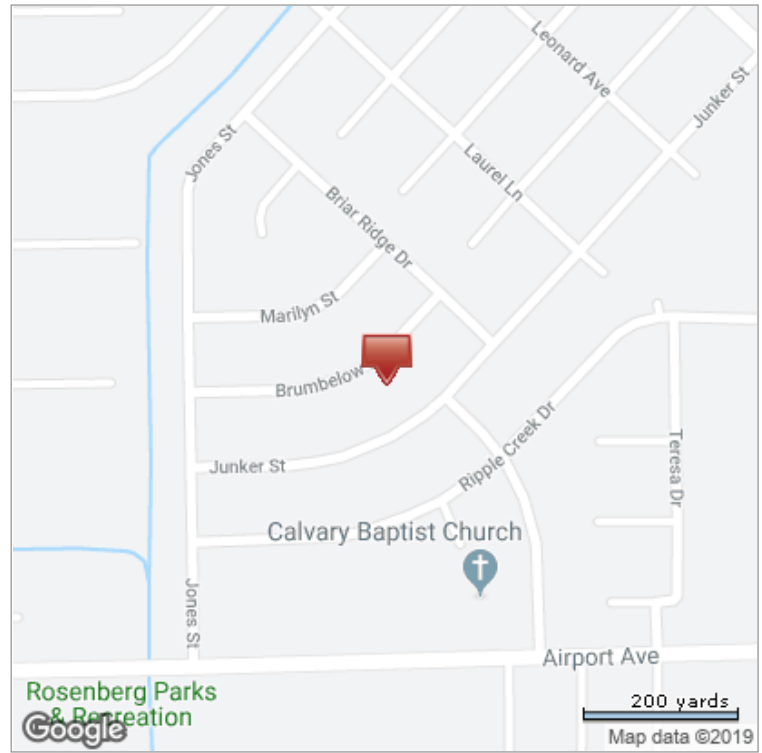 Leonard Ave
Junker St
Jones St
Laurel Ln
Briar Ridge Dr
Marilyn St
Brumbelow
Junker St
Ripple Creek Dr
Teresa Dr
Calvary Baptist Church
Jones St
Airport Ave
Rosenberg Parks
& Recreation
200 yards
Google
Map data ©2019